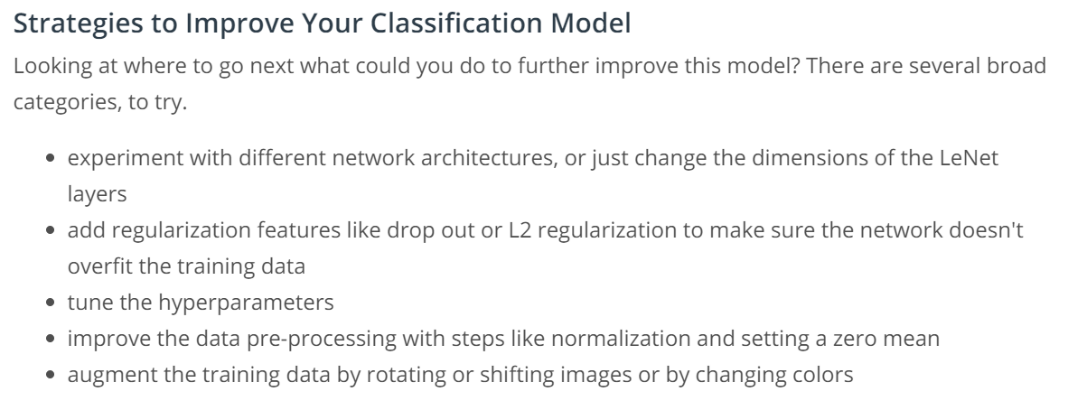 Strategies to Improve Your Classification Model
Looking at where to go next what could you do to further improve this model? There are several broad
categories, to try.
• experiment with different network architectures, or just change the dimensions of the LeNet
layers
• add regularization features like drop out or L2 regularization to make sure the network doesn't
overfit the training data
• tune the hyperparameters
• improve the data pre-processing with steps like normalization and setting a zero mean
• augment the training data by rotating or shifting images or by changing colors